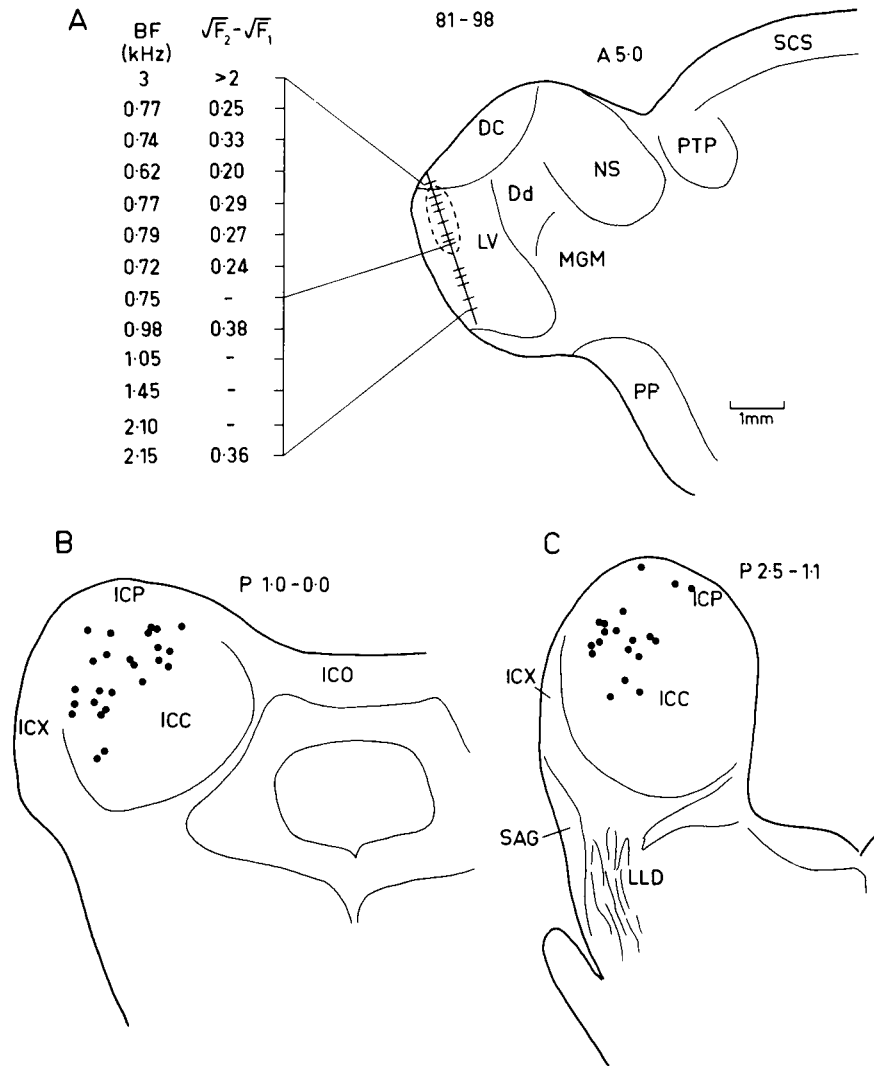 A
81-98
BF √F₂-√F₁
(kHz)
3 >2
0·77 0·25
0·74 0·33
0·62 0·20
0·77 0·29
0·79 0·27
0·72 0·24
0·75 -
0·98 0·38
1·05 -
1·45 -
2·10 -
2·15 0·36
A 5·0
SCS
DC
PTP
NS
Dd
LV
MGM
PP
1mm
B
P 1·0-0·0
ICP
ICO
ICX
ICC
C
P 2·5-1·1
ICP
ICX
ICC
SAG
LLD